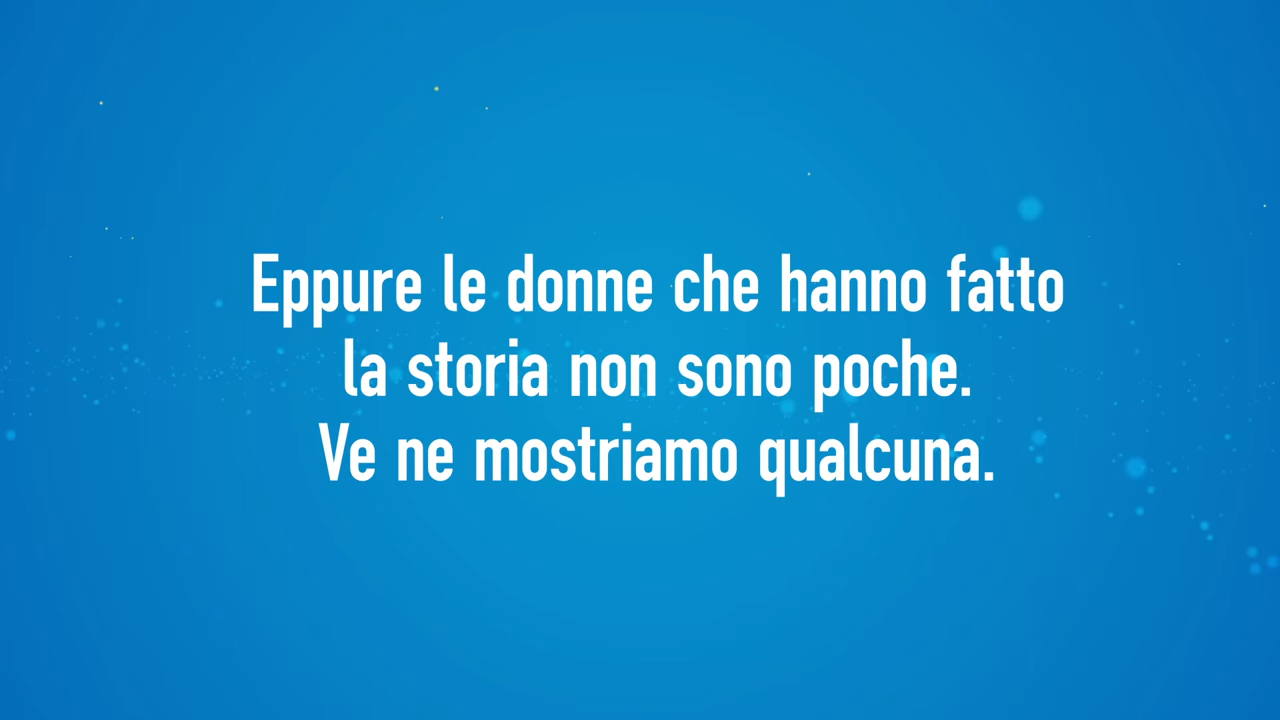 Eppure le donne che hanno fatto
la storia non sono poche.
Ve ne mostriamo qualcuna.